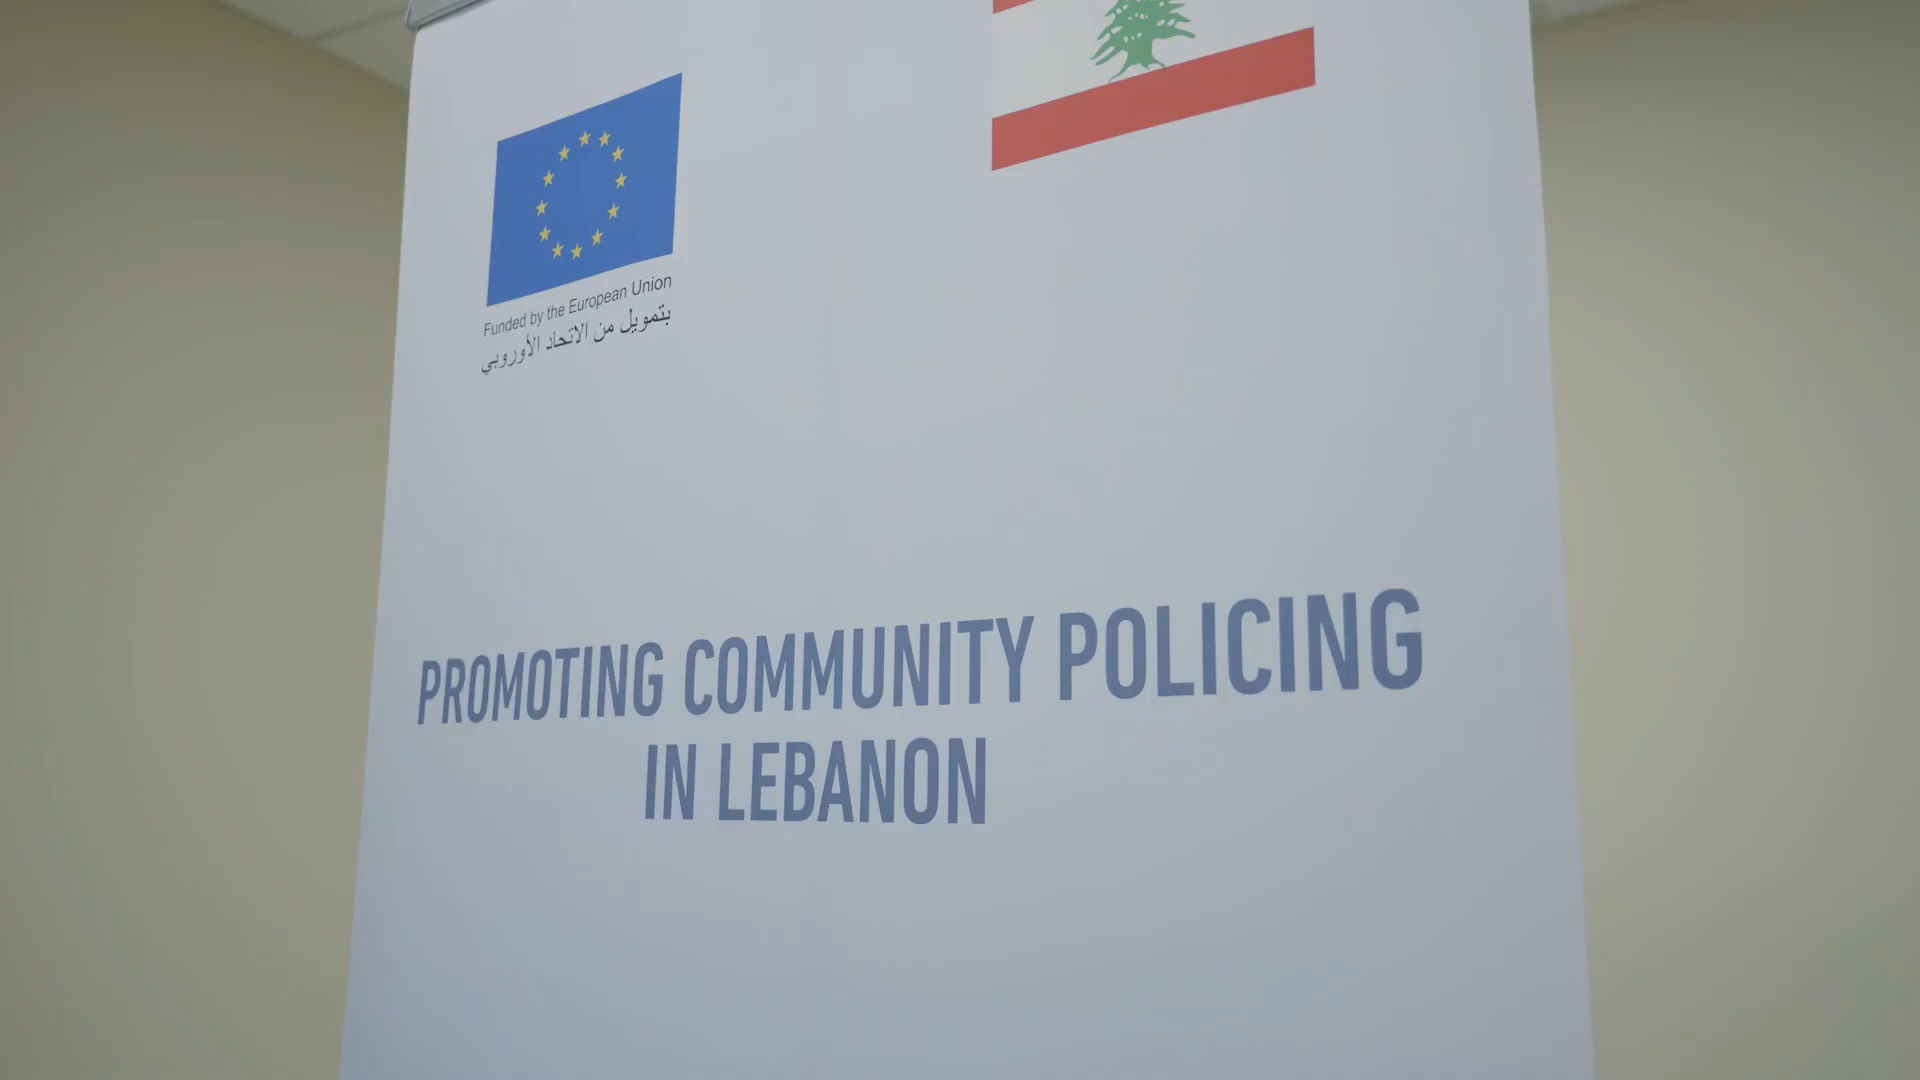 Funded by the European Union
بتمويل من الاتحاد الأوروبي
PROMOTING COMMUNITY POLICING
IN LEBANON